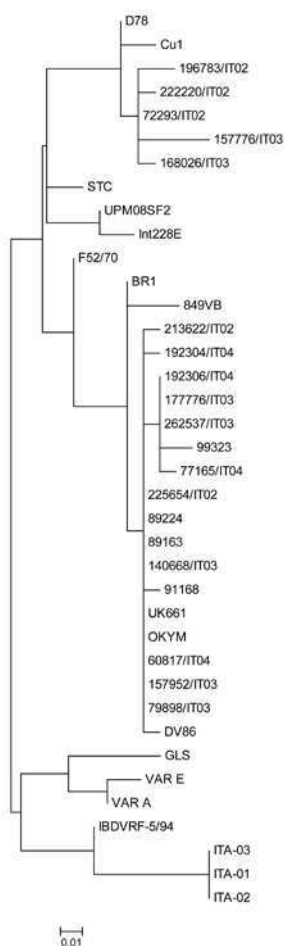 D78
Cu1
196783/IT02
222220/IT02
72293/IT02
157776/IT03
168026/IT03
STC
UPM08SF2
Int228E
F52/70
BR1
849VB
213622/IT02
192304/IT04
192306/IT04
177776/IT03
262537/IT03
99323
77165/IT04
225654/IT02
89224
89163
140668/IT03
91168
UK661
OKYM
60817/IT04
157952/IT03
79898/IT03
DV86
GLS
VAR E
VAR A
IBDVRF-5/94
ITA-03
ITA-01
ITA-02
0.01